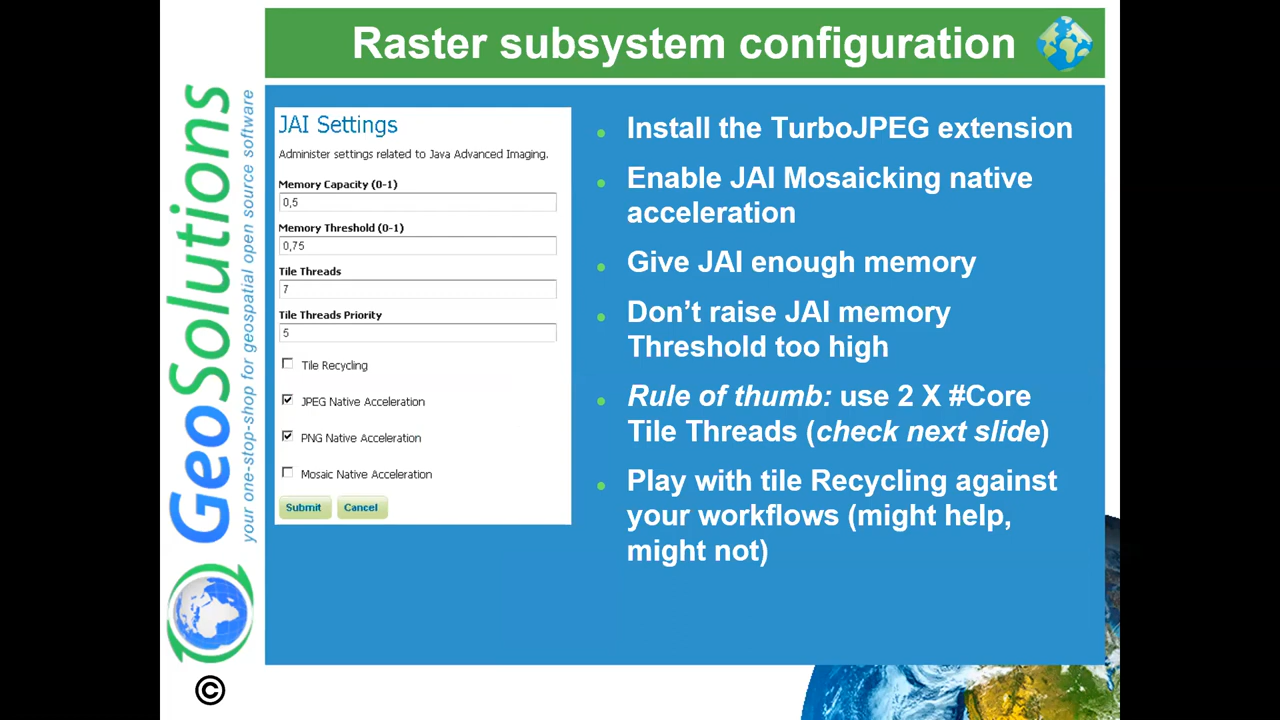 Raster subsystem configuration
GeoSolutions
your one-stop-shop for geospatial open source software
©
JAI Settings
Administer settings related to Java Advanced Imaging.
Memory Capacity (0-1)
0,5
Memory Threshold (0-1)
0,75
Tile Threads
7
Tile Threads Priority
5
Tile Recycling
JPEG Native Acceleration
PNG Native Acceleration
Mosaic Native Acceleration
Submit Cancel
Install the TurboJPEG extension
Enable JAI Mosaicking native
acceleration
Give JAI enough memory
Don’t raise JAI memory
Threshold too high
Rule of thumb: use 2 X #Core
Tile Threads (check next slide)
Play with tile Recycling against
your workflows (might help,
might not)